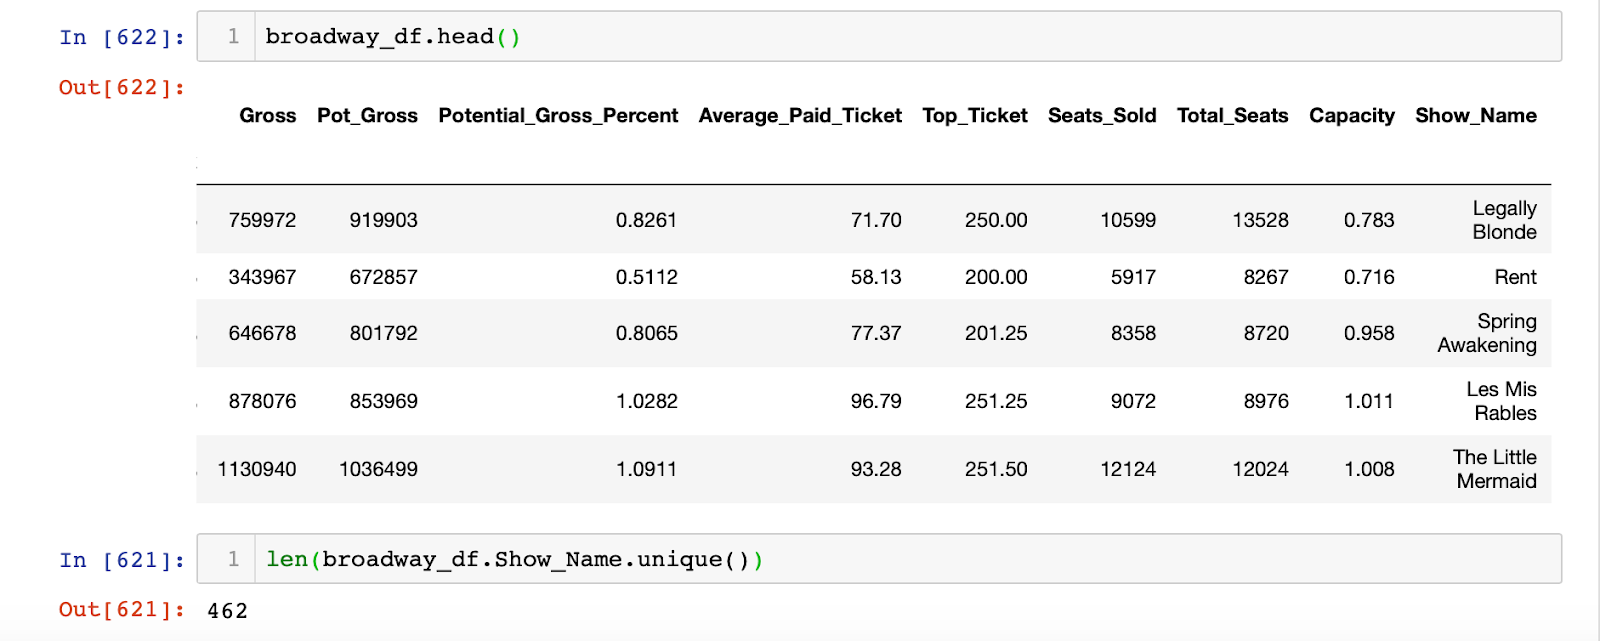 In [622]: 1 broadway_df.head()
Out[622]:
Gross Pot_Gross Potential_Gross_Percent Average_Paid_Ticket Top_Ticket Seats_Sold Total_Seats Capacity Show_Name
759972 919903 0.8261 71.70 250.00 10599 13528 0.783 Legally
Blonde
343967 672857 0.5112 58.13 200.00 5917 8267 0.716 Rent
646678 801792 0.8065 77.37 201.25 8358 8720 0.958 Spring
Awakening
878076 853969 1.0282 96.79 251.25 9072 8976 1.011 Les Mis
Rables
1130940 1036499 1.0911 93.28 251.50 12124 12024 1.008 The Little
Mermaid
In [621]: 1 len(broadway_df.Show_Name.unique())
Out[621]: 462